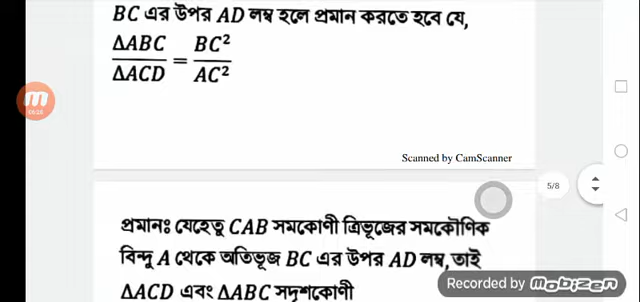 BC এর উপর AD লম্ব হলে প্রমান করতে হবে যে,
ΔABC/ΔACD = BC²/AC²
Scanned by CamScanner
5/8
প্রমানঃ যেহেতু CAB সমকোণী ত্রিভূজের সমকৌণিক
বিন্দু A থেকে অতিভূজ BC এর উপর AD লম্ব, তাই
ΔACD এবং ΔABC সদৃশকোণী
Recorded by mobizen